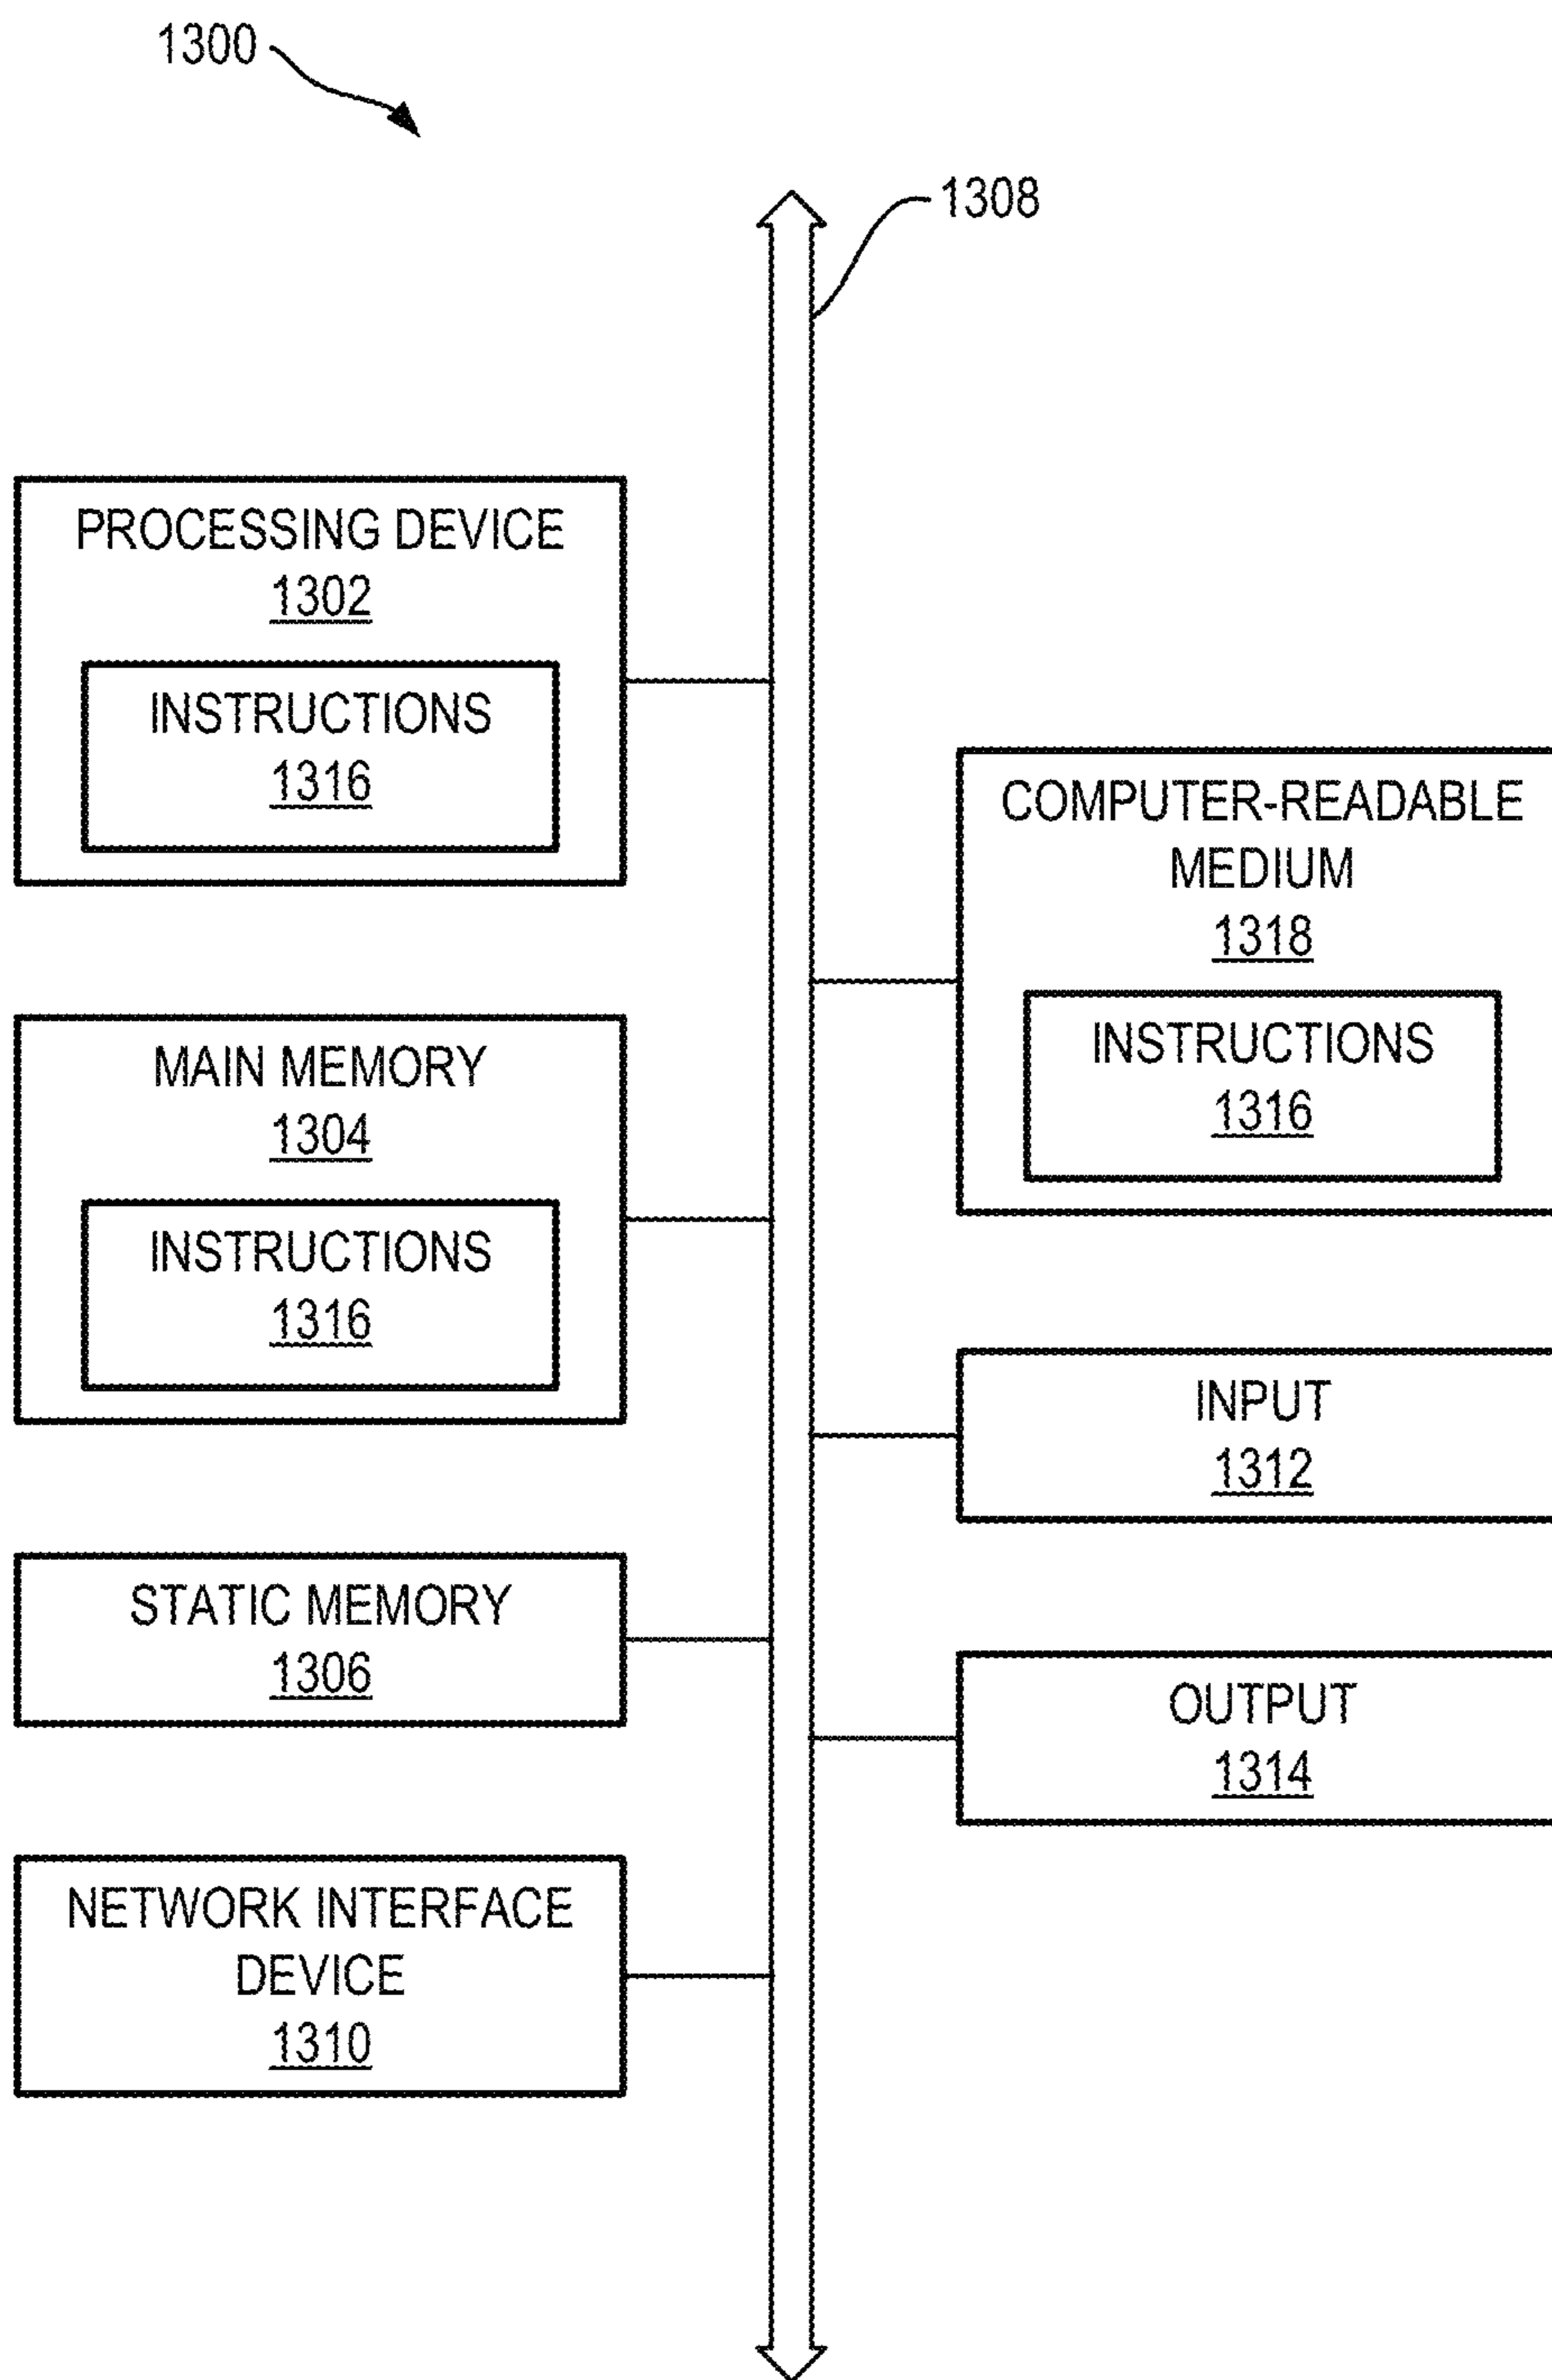 1300
1308
PROCESSING DEVICE
1302
INSTRUCTIONS
1316
MAIN MEMORY
1304
INSTRUCTIONS
1316
STATIC MEMORY
1306
NETWORK INTERFACE
DEVICE
1310
COMPUTER-READABLE
MEDIUM
1318
INSTRUCTIONS
1316
INPUT
1312
OUTPUT
1314